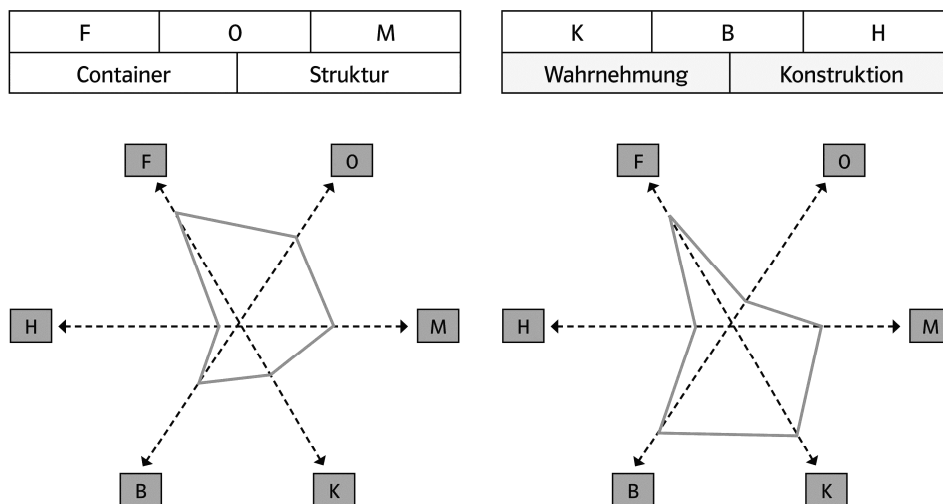 F O M
Container Struktur
K B H
Wahrnehmung Konstruktion
F O
H M
B K
F O
H M
B K